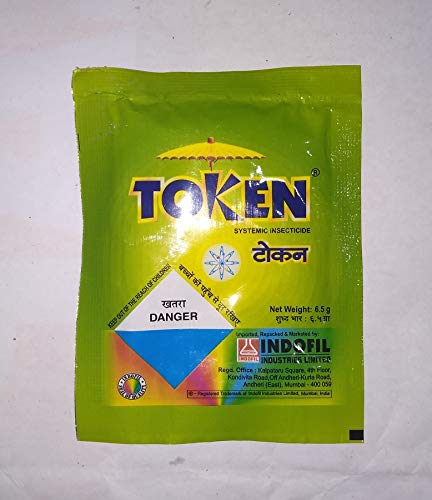 TOKEN®
SYSTEMIC INSECTICIDE
टोकन
KEEP OUT OF THE REACH OF CHILDREN
बच्चों की पहुँच से दूर रखिए
खतरा
DANGER
Net Weight: 6.5 g
शुध्द भार : ६.५ ग्रा
Imported, Repacked & Marketed by:
INDOFIL
INDOFIL
INDUSTRIES LIMITED
Regd. Office : Kalpataru Square, 4th Floor,
Kondivita Road, Off Andheri-Kurla Road,
Andheri (East), Mumbai - 400 059
® - Registered Trademark of Indofil Industries Limited, Mumbai, India